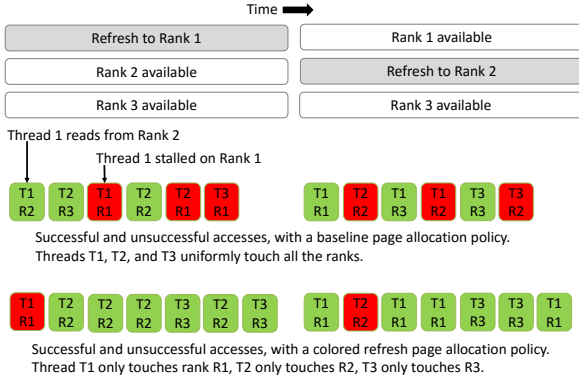 Time
Refresh to Rank 1 Rank 1 available
Rank 2 available Refresh to Rank 2
Rank 3 available Rank 3 available
Thread 1 reads from Rank 2
Thread 1 stalled on Rank 1
T1 T2 T1 T2 T2 T3 T1 T2 T1 T1 T3 T3
R2 R3 R1 R2 R1 R1 R1 R2 R3 R2 R3 R2
Successful and unsuccessful accesses, with a baseline page allocation policy.
Threads T1, T2, and T3 uniformly touch all the ranks.
T1 T2 T2 T2 T3 T2 T3 T1 T2 T1 T1 T3 T3 T1
R1 R2 R2 R2 R3 R2 R3 R1 R2 R1 R1 R3 R3 R1
Successful and unsuccessful accesses, with a colored refresh page allocation policy.
Thread T1 only touches rank R1, T2 only touches R2, T3 only touches R3.